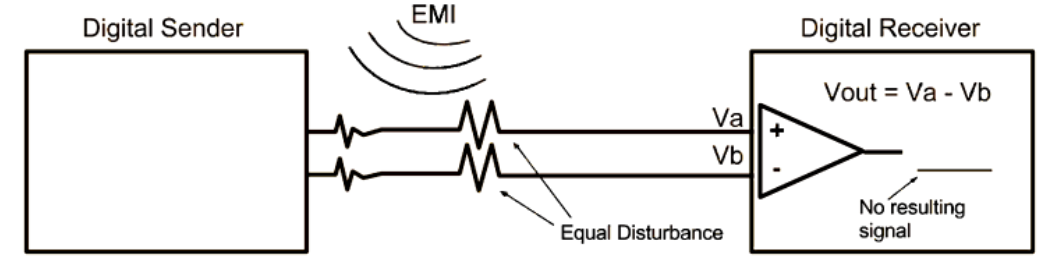 Digital Sender
EMI
Digital Receiver
Vout = Va - Vb
Va
+
Vb
-
No resulting
signal
Equal Disturbance